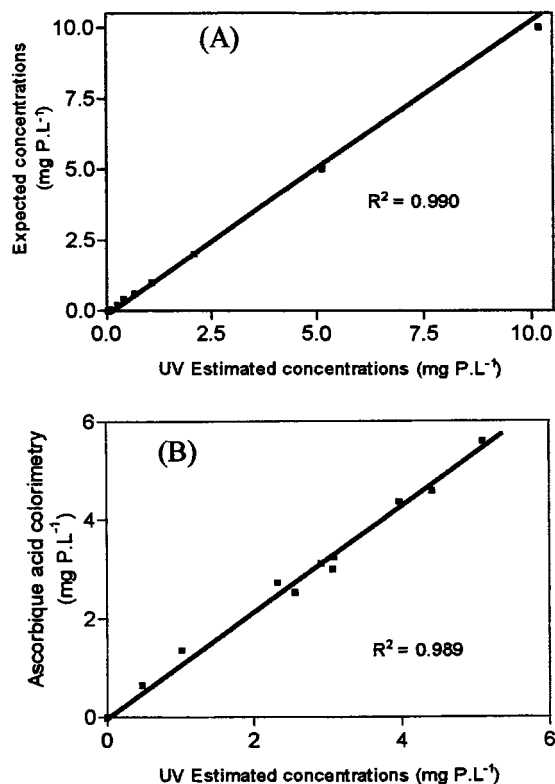 (A)
Expected concentrations
(mg P.L⁻¹)
10.0
7.5
5.0
2.5
0.0
R² = 0.990
0.0 2.5 5.0 7.5 10.0
UV Estimated concentrations (mg P.L⁻¹)
(B)
Ascorbique acid colorimetry
(mg P.L⁻¹)
6
4
2
0
R² = 0.989
0 2 4 6
UV Estimated concentrations (mg P.L⁻¹)